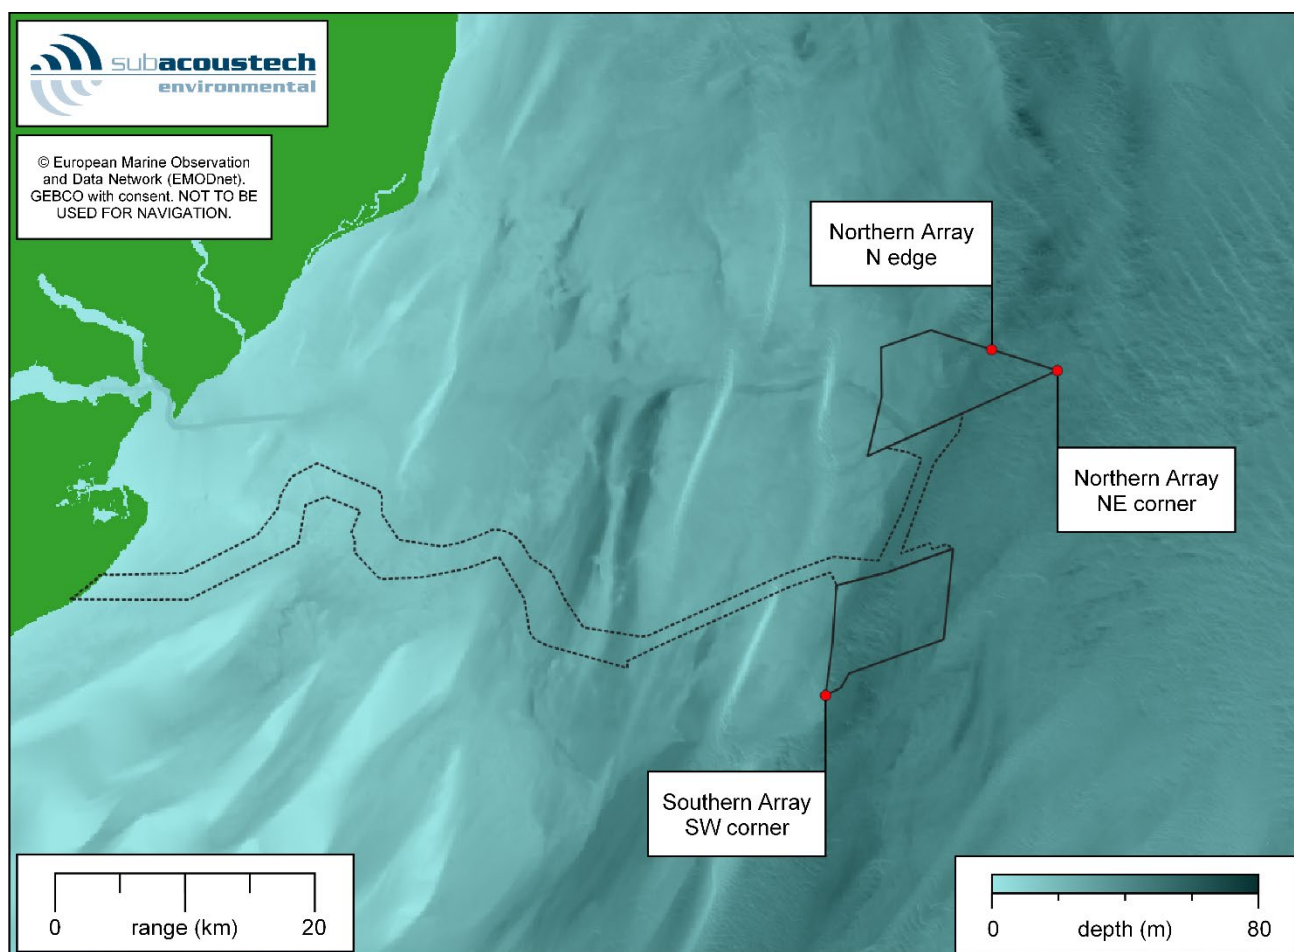 subacoustech
environmental
© European Marine Observation
and Data Network (EMODnet).
GEBCO with consent. NOT TO BE
USED FOR NAVIGATION.
Northern Array
N edge
Northern Array
NE corner
Southern Array
SW corner
0 range (km) 20
0 depth (m) 80